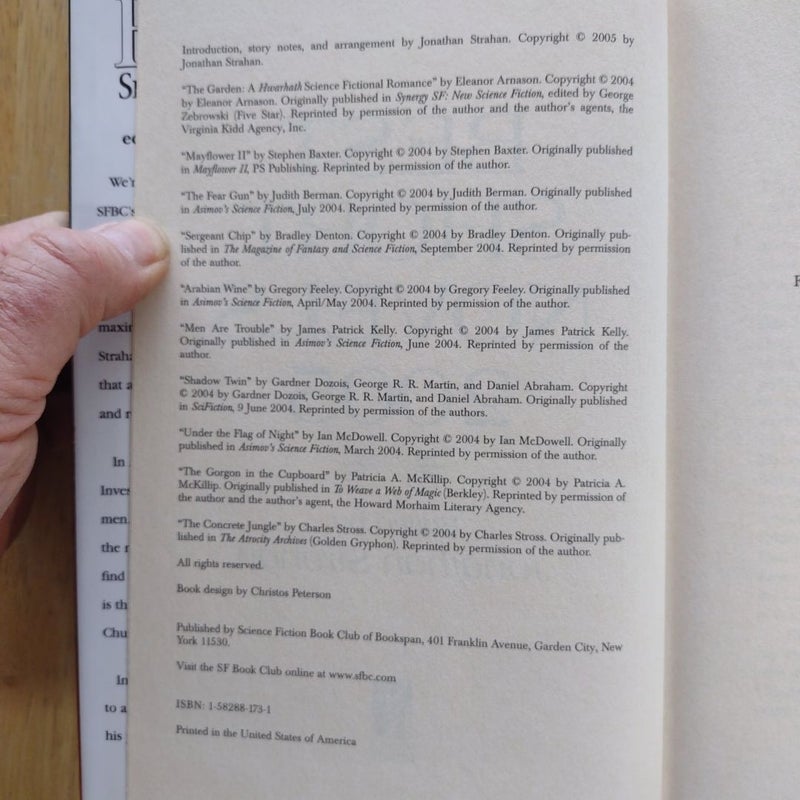 Introduction, story notes, and arrangement by Jonathan Strahan. Copyright © 2005 by
Jonathan Strahan.
“The Garden: A Hwarhath Science Fictional Romance” by Eleanor Arnason. Copyright © 2004
by Eleanor Arnason. Originally published in Synergy SF: New Science Fiction, edited by George
Zebrowski (Five Star). Reprinted by permission of the author and the author’s agents, the
Virginia Kidd Agency, Inc.
“Mayflower II” by Stephen Baxter. Copyright © 2004 by Stephen Baxter. Originally published
in Mayflower II, PS Publishing. Reprinted by permission of the author.
“The Fear Gun” by Judith Berman. Copyright © 2004 by Judith Berman. Originally published
in Asimov’s Science Fiction, July 2004. Reprinted by permission of the author.
“Sergeant Chip” by Bradley Denton. Copyright © 2004 by Bradley Denton. Originally pub-
lished in The Magazine of Fantasy and Science Fiction, September 2004. Reprinted by permission
of the author.
“Arabian Wine” by Gregory Feeley. Copyright © 2004 by Gregory Feeley. Originally published
in Asimov’s Science Fiction, April/May 2004. Reprinted by permission of the author.
“Men Are Trouble” by James Patrick Kelly. Copyright © 2004 by James Patrick Kelly.
Originally published in Asimov’s Science Fiction, June 2004. Reprinted by permission of the
author.
“Shadow Twin” by Gardner Dozois, George R. R. Martin, and Daniel Abraham. Copyright
© 2004 by Gardner Dozois, George R. R. Martin, and Daniel Abraham. Originally published
in SciFiction, 9 June 2004. Reprinted by permission of the authors.
“Under the Flag of Night” by Ian McDowell. Copyright © 2004 by Ian McDowell. Originally
published in Asimov’s Science Fiction, March 2004. Reprinted by permission of the author.
“The Gorgon in the Cupboard” by Patricia A. McKillip. Copyright © 2004 by Patricia A.
McKillip. Originally published in To Weave a Web of Magic (Berkley). Reprinted by permission of
the author and the author’s agent, the Howard Morhaim Literary Agency.
“The Concrete Jungle” by Charles Stross. Copyright © 2004 by Charles Stross. Originally pub-
lished in The Atrocity Archives (Golden Gryphon). Reprinted by permission of the author.
All rights reserved.
Book design by Christos Peterson
Published by Science Fiction Book Club of Bookspan, 401 Franklin Avenue, Garden City, New
York 11530.
Visit the SF Book Club online at www.sfbc.com
ISBN: 1-58288-173-1
Printed in the United States of America
We’r
SFBC’s
maxim
Straha
that a
and r
In
Inves
men
the r
find
is th
Chu
In
to a
his